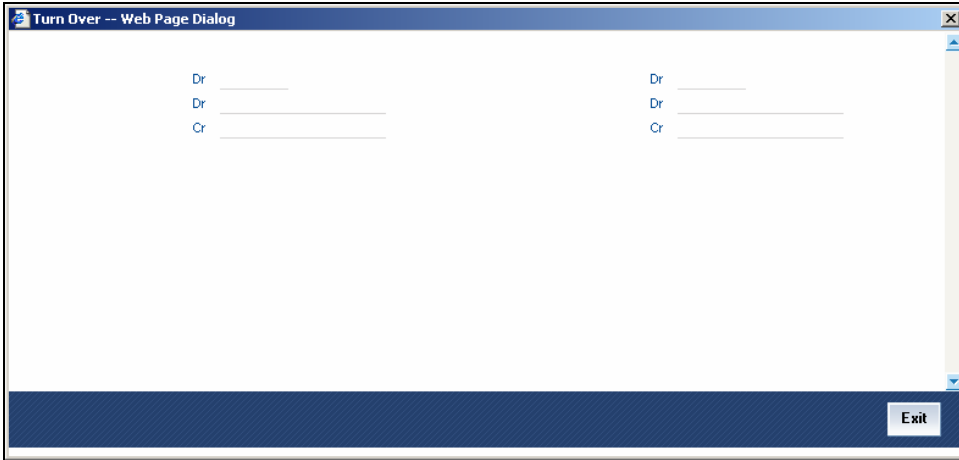 Turn Over -- Web Page Dialog
Dr Dr
Dr Dr
Cr Cr
Exit